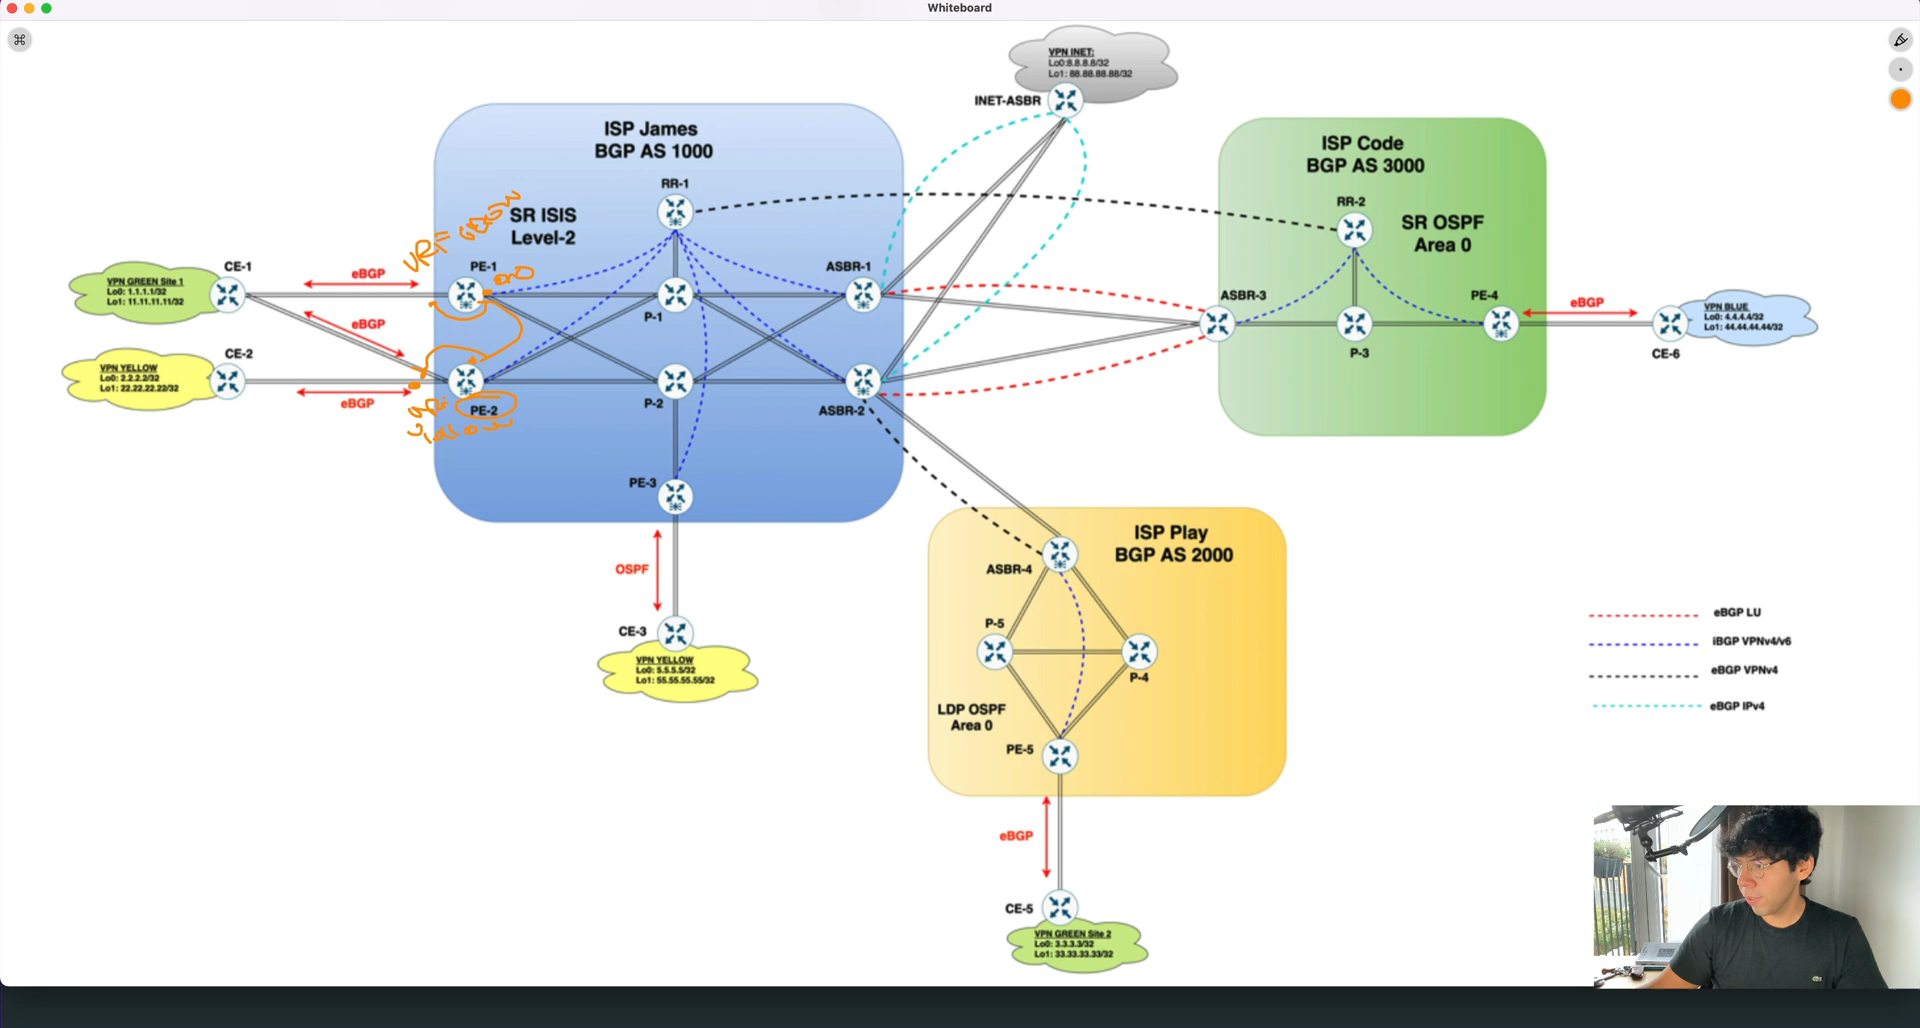 Whiteboard
VPN INET:
Lo0:8.8.8.8/32
Lo1: 88.88.88.88/32
INET-ASBR
ISP James
BGP AS 1000
ISP Code
BGP AS 3000
RR-1
RR-2
SR ISIS
Level-2
SR OSPF
Area 0
VRF
CE-1
eBGP
PE-1
ASBR-1
VPN GREEN Site 1
Lo0: 1.1.1.1/32
Lo1: 11.11.11.11/32
P-1
ASBR-3
PE-4
eBGP
VPN BLUE
Lo0: 4.4.4.4/32
Lo1: 44.44.44.44/32
eBGP
CE-2
P-3
CE-6
VPN YELLOW
Lo0: 2.2.2.2/32
Lo1: 22.22.22.22/32
eBGP
PE-2
P-2
ASBR-2
PE-3
OSPF
ISP Play
BGP AS 2000
ASBR-4
CE-3
VPN YELLOW
Lo0: 5.5.5.5/32
Lo1: 55.55.55.55/32
P-5
P-4
LDP OSPF
Area 0
PE-5
eBGP
CE-5
VPN GREEN Site 2
Lo0: 3.3.3.3/32
Lo1: 33.33.33.33/32
eBGP LU
iBGP VPNv4/v6
eBGP VPNv4
eBGP IPv4